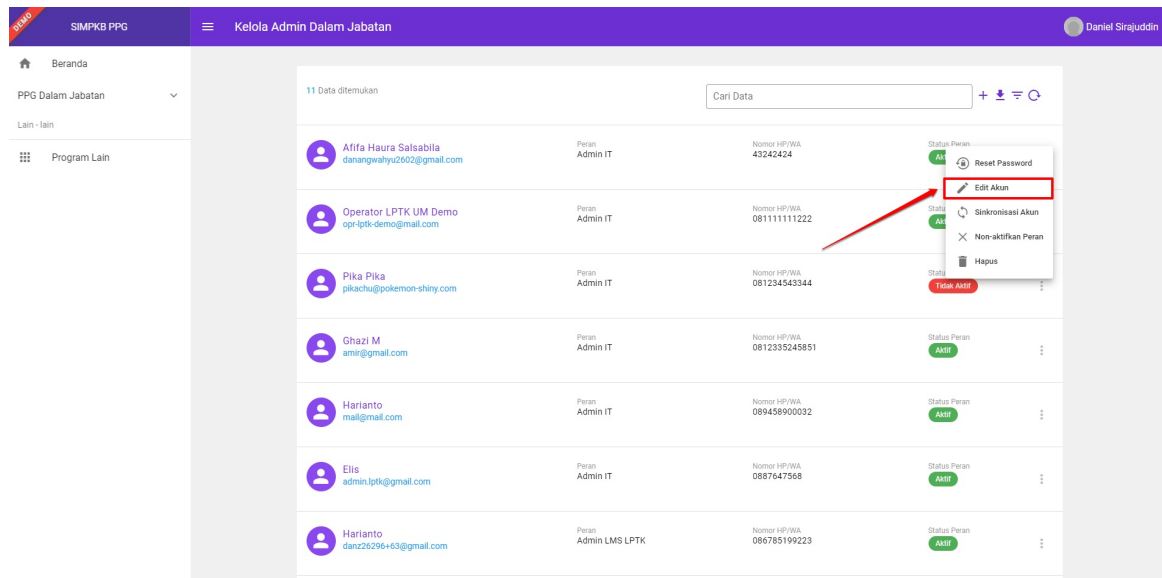 DEMO
SIMPKB PPG
Kelola Admin Dalam Jabatan
Daniel Sirajuddin
Beranda
PPG Dalam Jabatan
Lain - lain
Program Lain
11 Data ditemukan
Cari Data
Afifa Haura Salsabila
danangwahyu2602@gmail.com
Peran
Admin IT
Nomor HP/WA
43242424
Status Peran
Reset Password
Edit Akun
Sinkronisasi Akun
Non-aktifkan Peran
Hapus
Operator LPTK UM Demo
opr-lptk-demo@mail.com
Peran
Admin IT
Nomor HP/WA
081111111222
Pika Pika
pikachu@pokemon-shiny.com
Peran
Admin IT
Nomor HP/WA
081234543344
Tidak Aktif
Ghazi M
amir@gmail.com
Peran
Admin IT
Nomor HP/WA
0812335245851
Status Peran
Aktif
Harianto
mail@mail.com
Peran
Admin IT
Nomor HP/WA
089458900032
Status Peran
Aktif
Elis
admin.lptk@gmail.com
Peran
Admin IT
Nomor HP/WA
0887647568
Status Peran
Aktif
Harianto
danz26296+63@gmail.com
Peran
Admin LMS LPTK
Nomor HP/WA
086785199223
Status Peran
Aktif